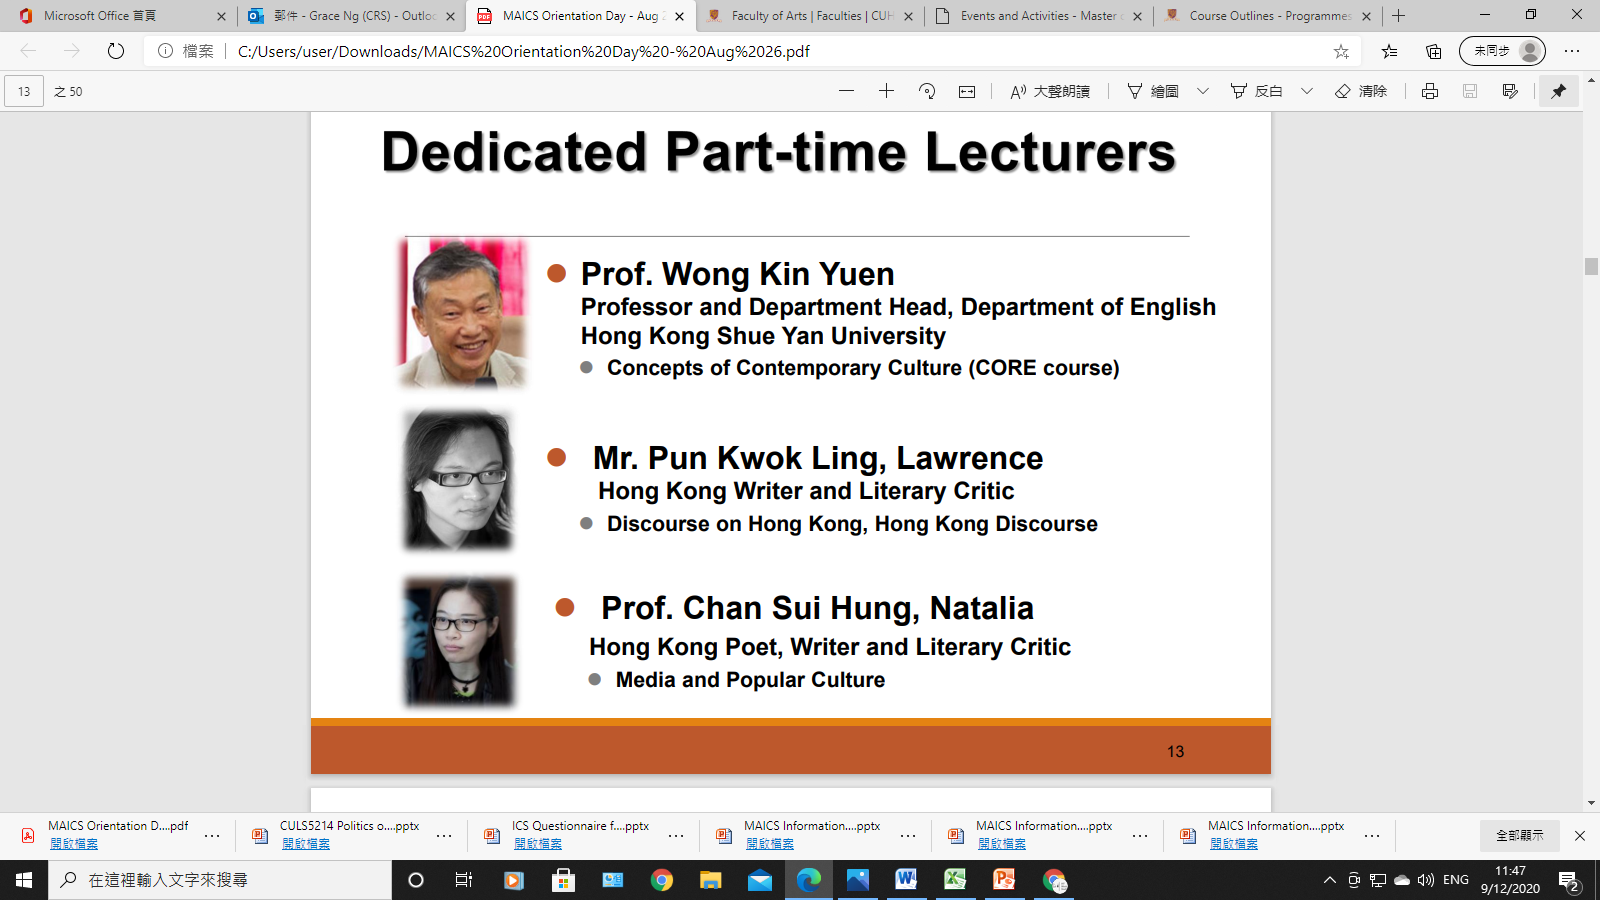 Microsoft Office 首頁
郵件 - Grace Ng (CRS) - Outloo
MAICS Orientation Day - Aug 2
Faculty of Arts | Faculties | CUH
Events and Activities - Master o
Course Outlines - Programmes
檔案
C:/Users/user/Downloads/MAICS%20Orientation%20Day%20-%20Aug%2026.pdf
未同步
13 之 50
大聲朗讀
繪圖
反白
清除
Dedicated Part-time Lecturers
Prof. Wong Kin Yuen
Professor and Department Head, Department of English
Hong Kong Shue Yan University
Concepts of Contemporary Culture (CORE course)
Mr. Pun Kwok Ling, Lawrence
Hong Kong Writer and Literary Critic
Discourse on Hong Kong, Hong Kong Discourse
Prof. Chan Sui Hung, Natalia
Hong Kong Poet, Writer and Literary Critic
Media and Popular Culture
13
MAICS Orientation D....pdf
開啟檔案
CULS5214 Politics o....pptx
開啟檔案
ICS Questionnaire f....pptx
開啟檔案
MAICS Information....pptx
開啟檔案
MAICS Information....pptx
開啟檔案
MAICS Information....pptx
開啟檔案
全部顯示
在這裡輸入文字來搜尋
ENG
11:47
9/12/2020
2